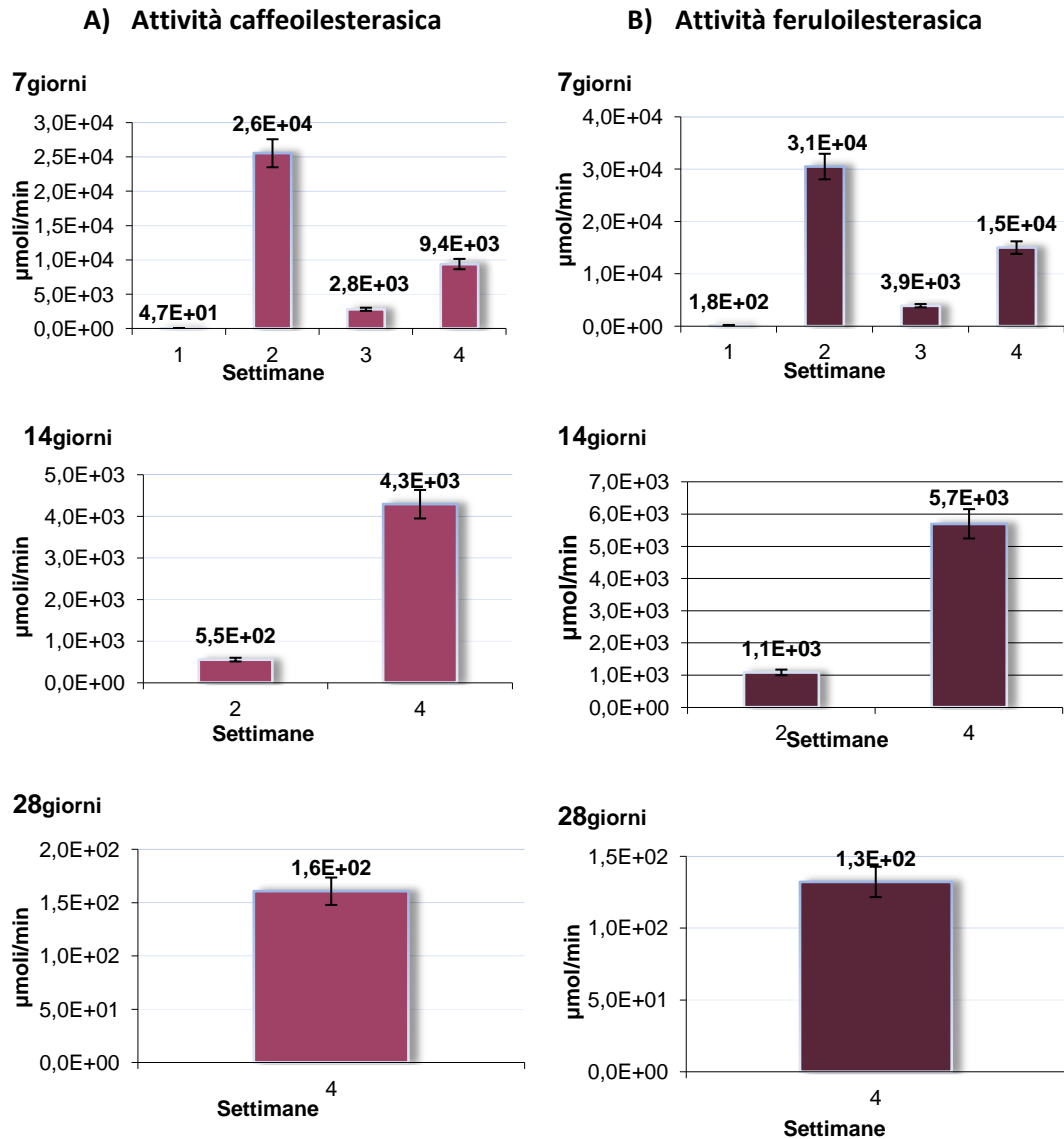 A) Attività caffeoilesterasica
7giorni
3,0E+04
2,5E+04
2,0E+04
1,5E+04
1,0E+04
5,0E+03
0,0E+00
µmoli/min
4,7E+01
2,6E+04
2,8E+03
9,4E+03
1 2 3 4
Settimane
B) Attività feruloilesterasica
7giorni
4,0E+04
3,0E+04
2,0E+04
1,0E+04
0,0E+00
µmol/min
1,8E+02
3,1E+04
3,9E+03
1,5E+04
1 2 3 4
Settimane
14giorni
5,0E+03
4,0E+03
3,0E+03
2,0E+03
1,0E+03
0,0E+00
µmoli/min
5,5E+02
4,3E+03
2 4
Settimane
14giorni
7,0E+03
6,0E+03
5,0E+03
4,0E+03
3,0E+03
2,0E+03
1,0E+03
0,0E+00
µmol/min
1,1E+03
5,7E+03
2 4
Settimane
28giorni
2,0E+02
1,5E+02
1,0E+02
5,0E+01
0,0E+00
µmoli/min
1,6E+02
4
Settimane
28giorni
1,5E+02
1,0E+02
5,0E+01
0,0E+00
µmol/min
1,3E+02
4
Settimane